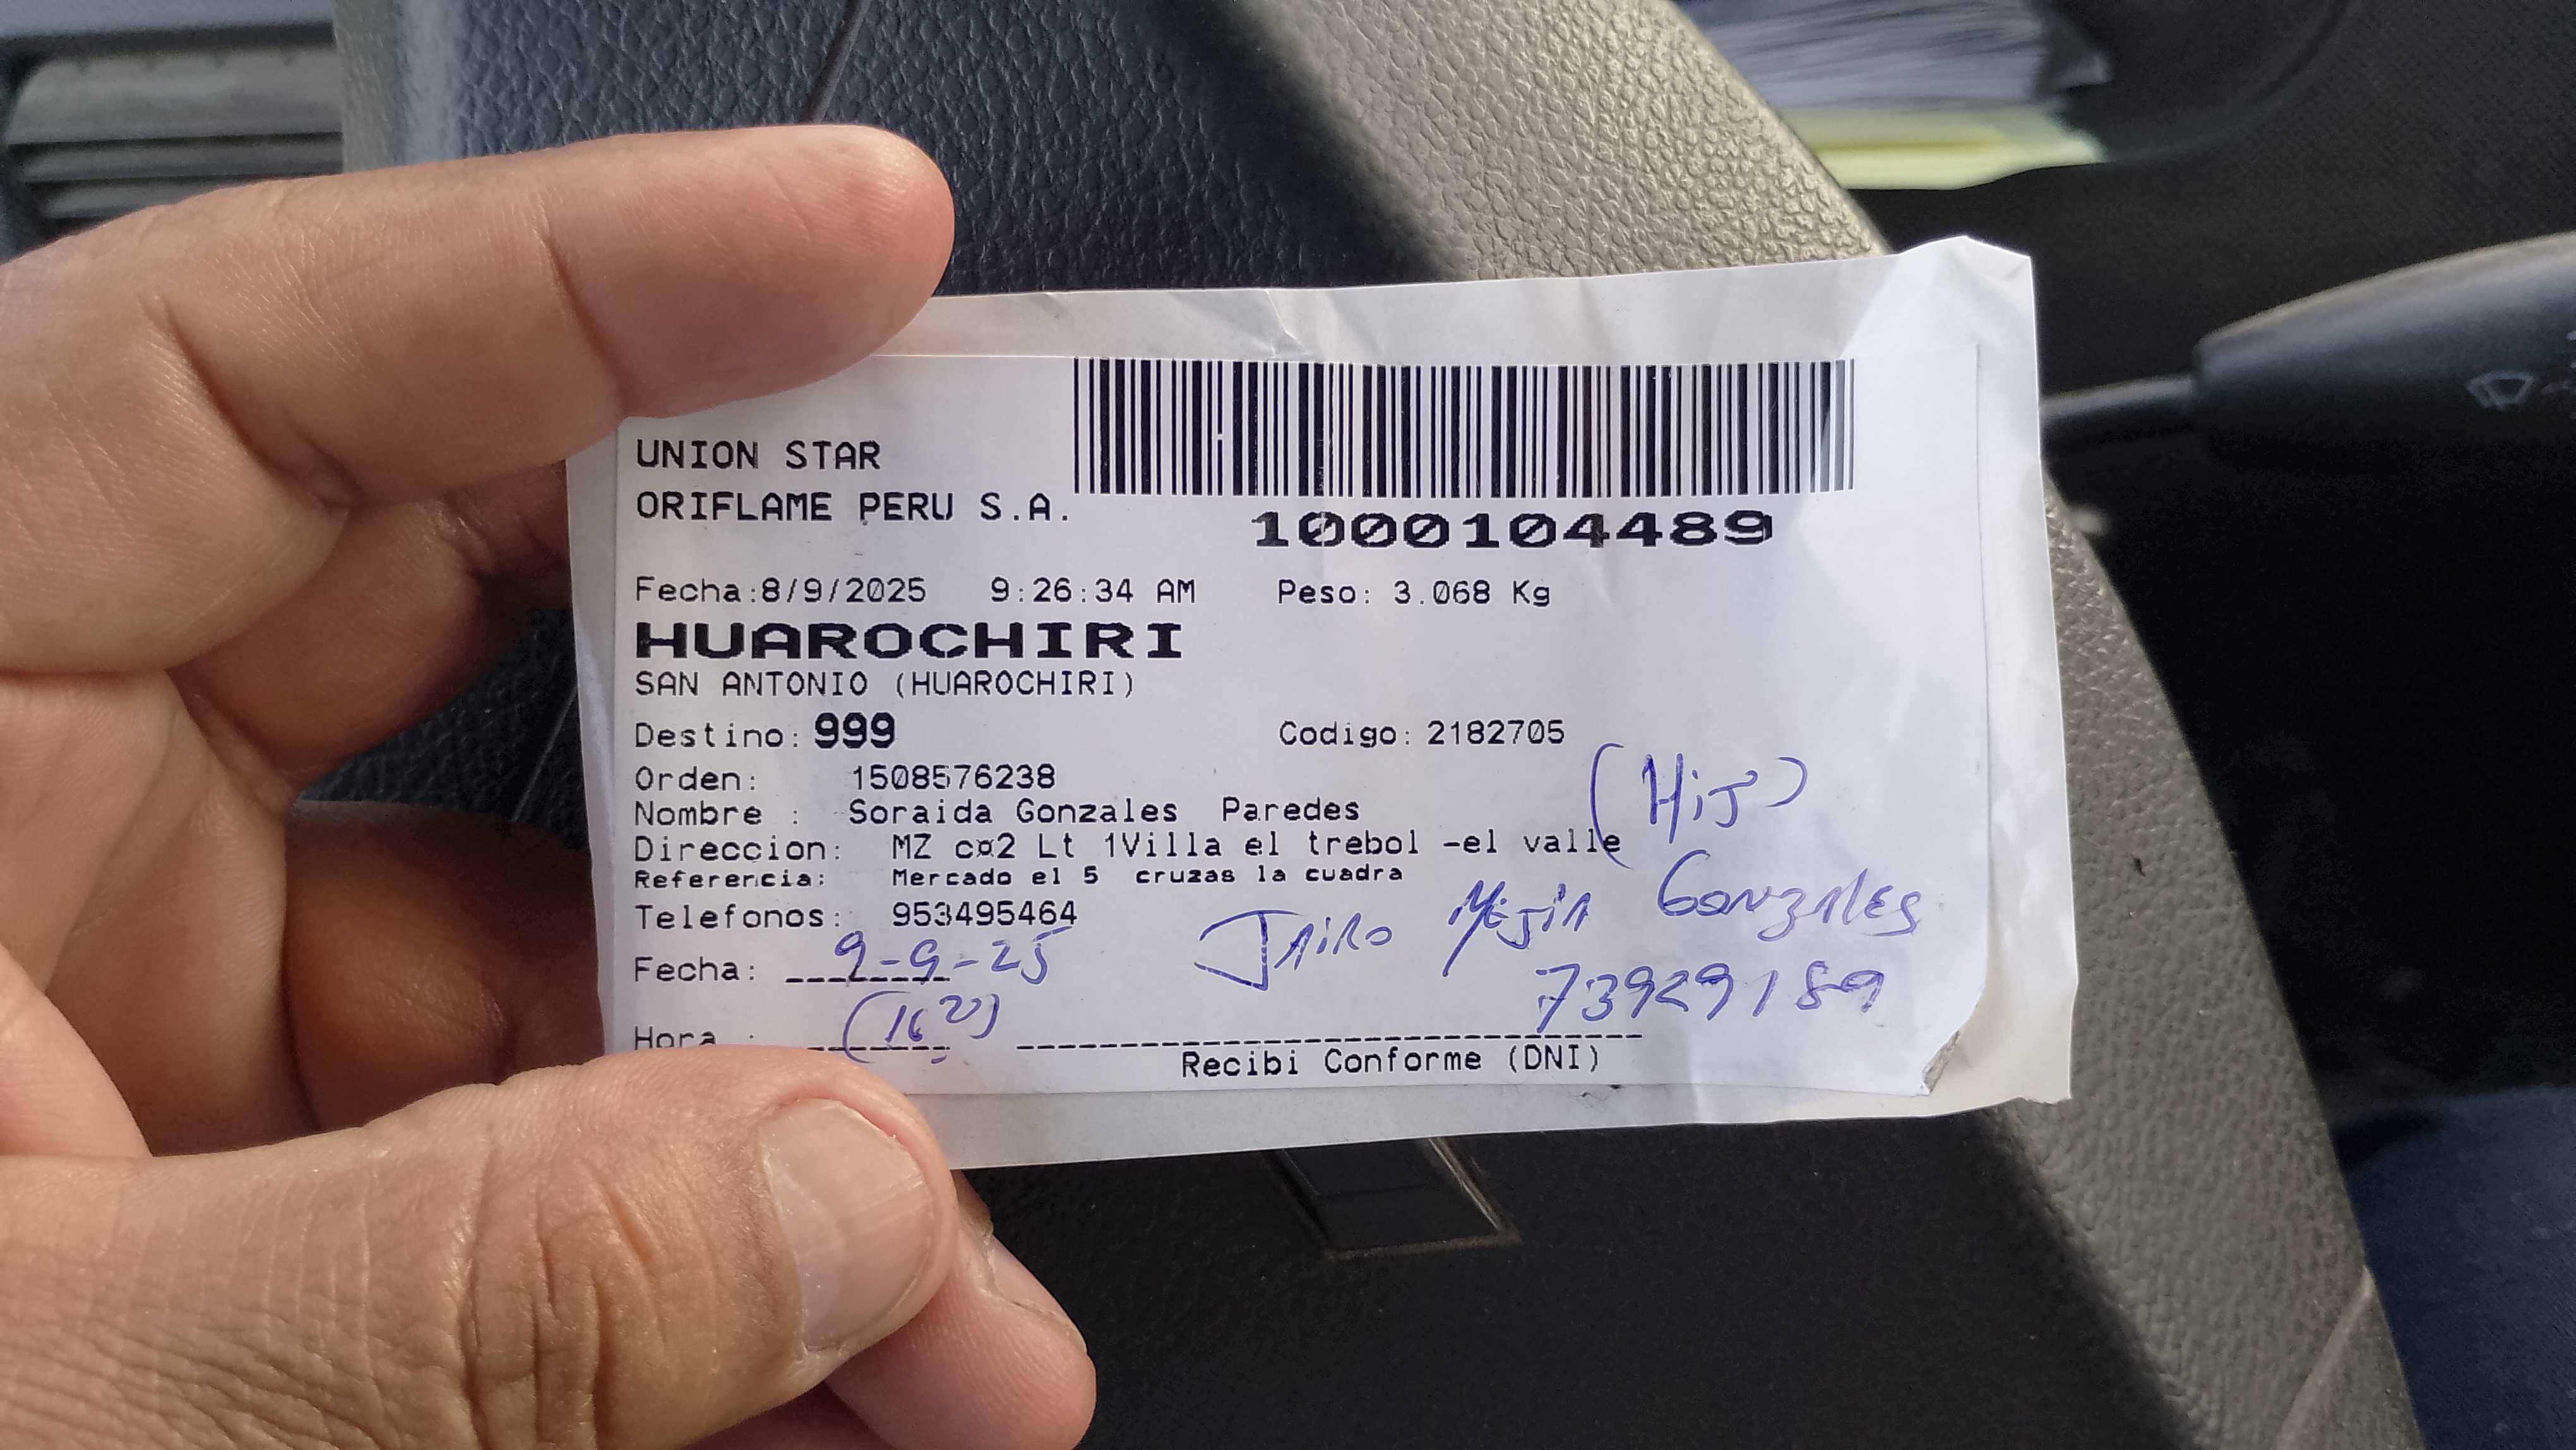 UNION STAR
ORIFLAME PERU S.A.
1000104489
Fecha:8/9/2025 9:26:34 AM Peso: 3.068 Kg
HUAROCHIRI
SAN ANTONIO (HUAROCHIRI)
Destino: 999 Codigo: 2182705
Orden: 1508576238
(Hijo)
Nombre : Soraida Gonzales Paredes
Direccion: MZ c¤2 Lt 1Villa el trebol -el valle
Referencia: Mercado el 5 cruzas la cuadra
Telefonos: 953495464
Jairo Mejia Gonzales
Fecha: 9-9-25
73929189
Hora : (16 20)
Recibi Conforme (DNI)